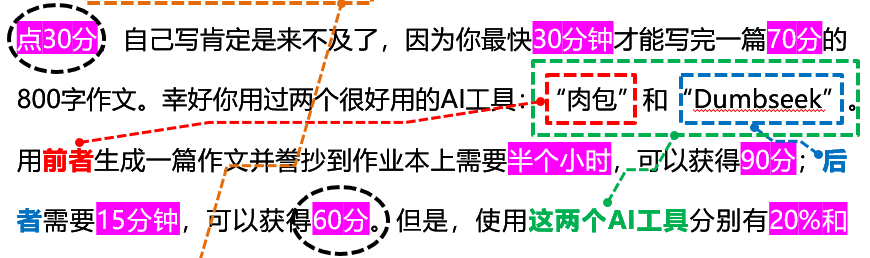 点30分 自己写肯定是来不及了，因为你最快30分钟才能写完一篇70分的
800字作文。幸好你用过两个很好用的AI工具：“肉包”和“Dumbseek”。
用前者生成一篇作文并誊抄到作业本上需要半个小时，可以获得90分；后
者需要15分钟，可以获得60分。但是，使用这两个AI工具分别有20%和